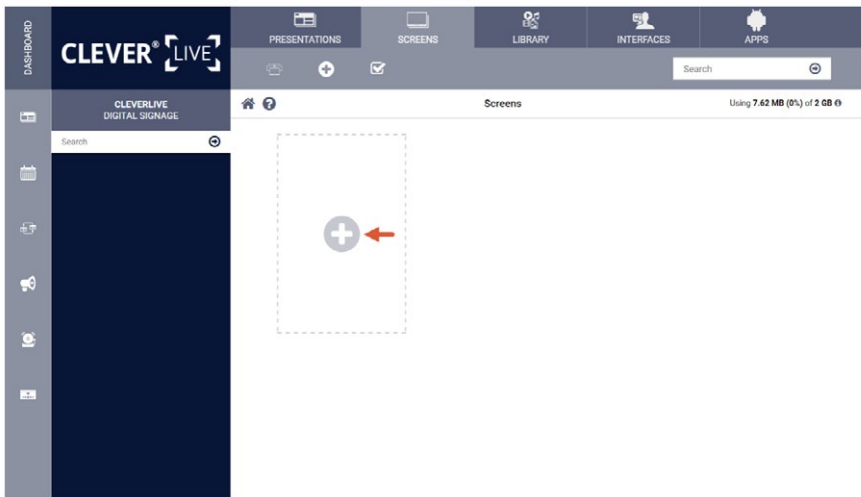 DASHBOARD
CLEVER® LIVE
PRESENTATIONS
SCREENS
LIBRARY
INTERFACES
APPS
Search
CLEVERLIVE
DIGITAL SIGNAGE
Search
Screens
Using 7.62 MB (0%) of 2 GB